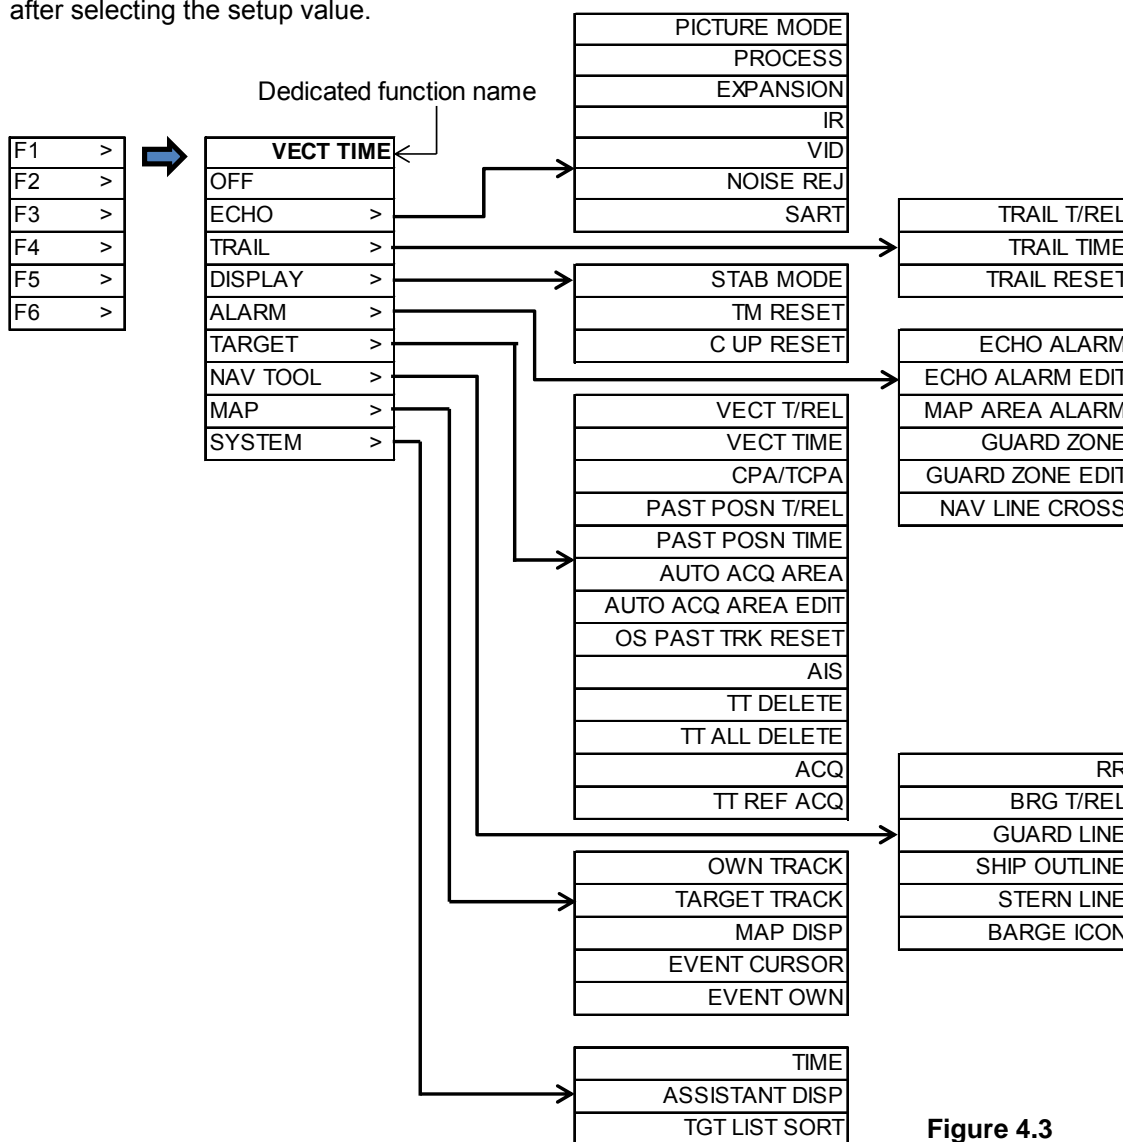 after selecting the setup value.
Dedicated function name
F1 >
F2 >
F3 >
F4 >
F5 >
F6 >
VECT TIME
OFF
ECHO >
TRAIL >
DISPLAY >
ALARM >
TARGET >
NAV TOOL >
MAP >
SYSTEM >
PICTURE MODE
PROCESS
EXPANSION
IR
VID
NOISE REJ
SART
TRAIL T/REL
TRAIL TIME
TRAIL RESET
STAB MODE
TM RESET
C UP RESET
ECHO ALARM
ECHO ALARM EDIT
MAP AREA ALARM
GUARD ZONE
GUARD ZONE EDIT
NAV LINE CROSS
VECT T/REL
VECT TIME
CPA/TCPA
PAST POSN T/REL
PAST POSN TIME
AUTO ACQ AREA
AUTO ACQ AREA EDIT
OS PAST TRK RESET
AIS
TT DELETE
TT ALL DELETE
ACQ
TT REF ACQ
RR
BRG T/REL
GUARD LINE
SHIP OUTLINE
STERN LINE
BARGE ICON
OWN TRACK
TARGET TRACK
MAP DISP
EVENT CURSOR
EVENT OWN
TIME
ASSISTANT DISP
TGT LIST SORT
Figure 4.3